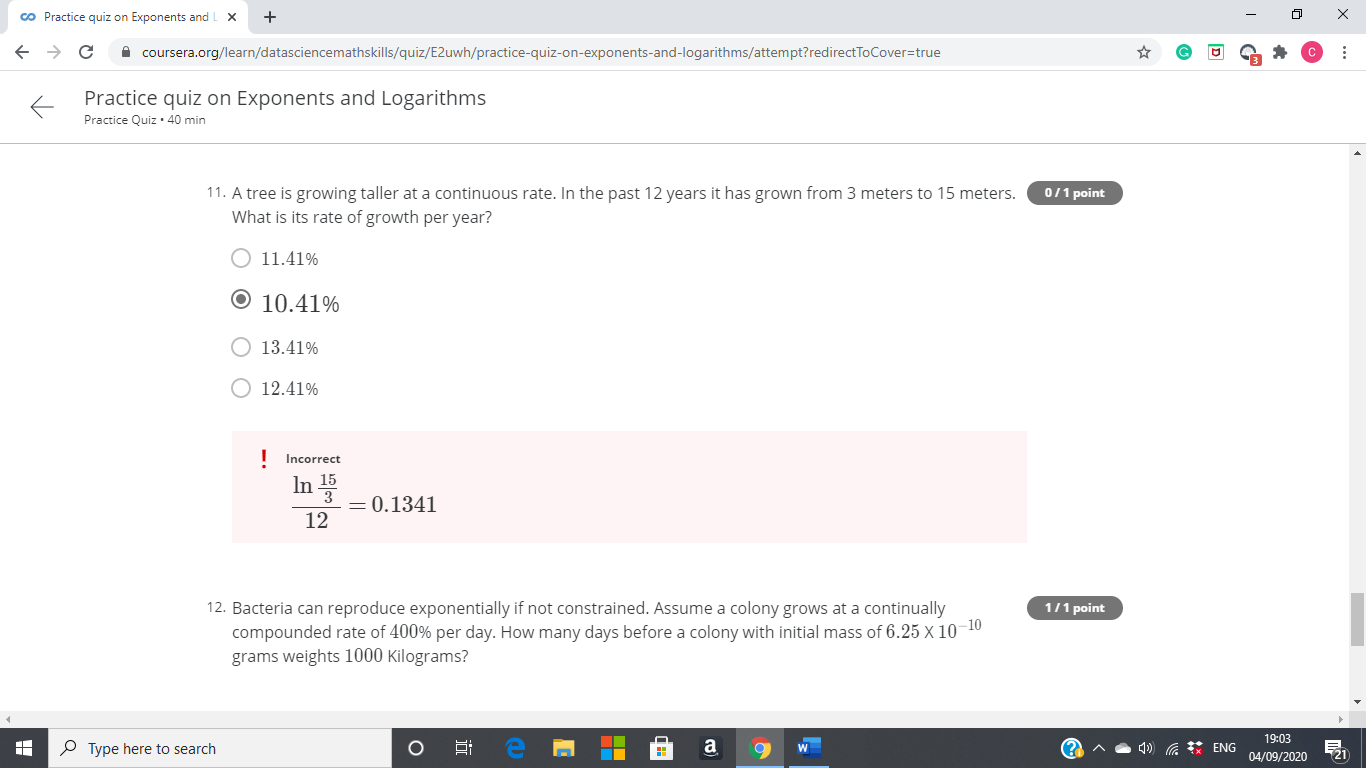 Practice quiz on Exponents and L
coursera.org/learn/datasciencemathskills/quiz/E2uwh/practice-quiz-on-exponents-and-logarithms/attempt?redirectToCover=true
G
3
C
Practice quiz on Exponents and Logarithms
Practice Quiz • 40 min
11. A tree is growing taller at a continuous rate. In the past 12 years it has grown from 3 meters to 15 meters. 0 / 1 point
What is its rate of growth per year?
11.41%
10.41%
13.41%
12.41%
! Incorrect
ln 15/3 / 12 = 0.1341
12. Bacteria can reproduce exponentially if not constrained. Assume a colony grows at a continually 1 / 1 point
compounded rate of 400% per day. How many days before a colony with initial mass of 6.25 X 10⁻¹⁰
grams weights 1000 Kilograms?
Type here to search
a
W
?
ENG
19:03
04/09/2020
21